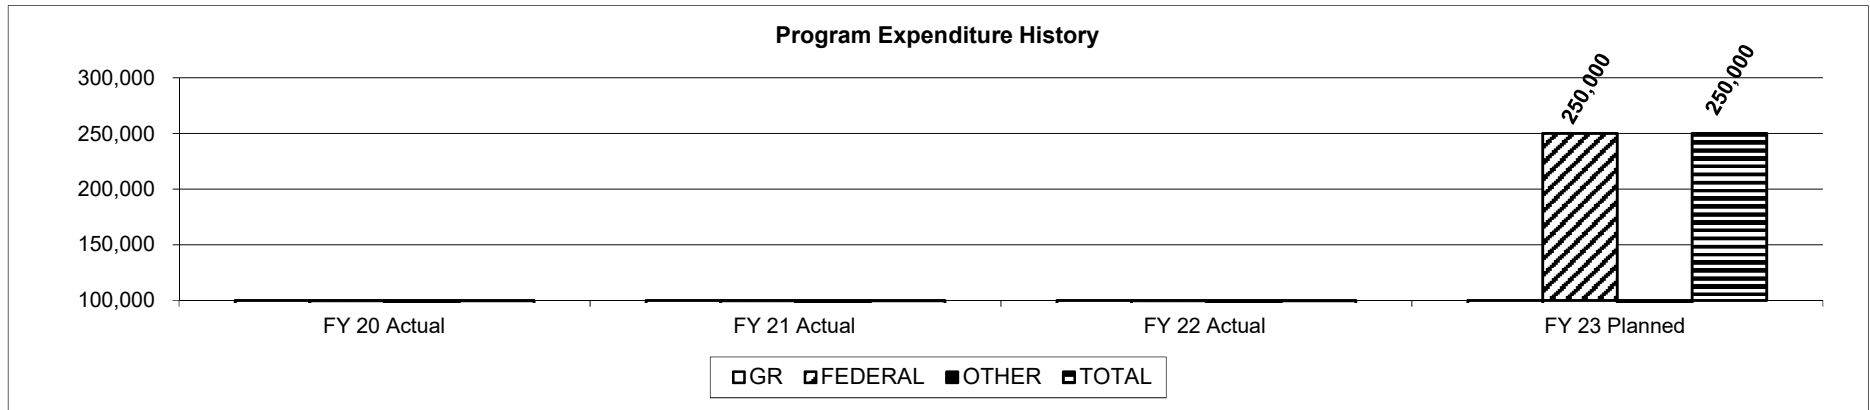 Program Expenditure History
300,000
250,000
200,000
150,000
100,000
250,000
250,000
FY 20 Actual
FY 21 Actual
FY 22 Actual
FY 23 Planned
GR FEDERAL OTHER TOTAL